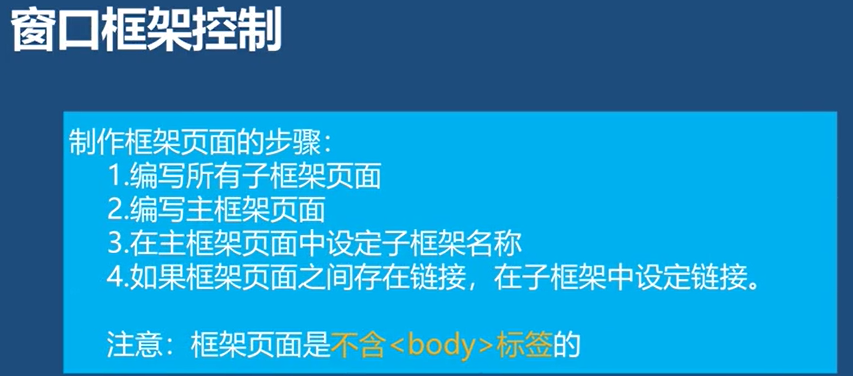 窗口框架控制
制作框架页面的步骤：
1.编写所有子框架页面
2.编写主框架页面
3.在主框架页面中设定子框架名称
4.如果框架页面之间存在链接，在子框架中设定链接。
注意：框架页面是不含<body>标签的